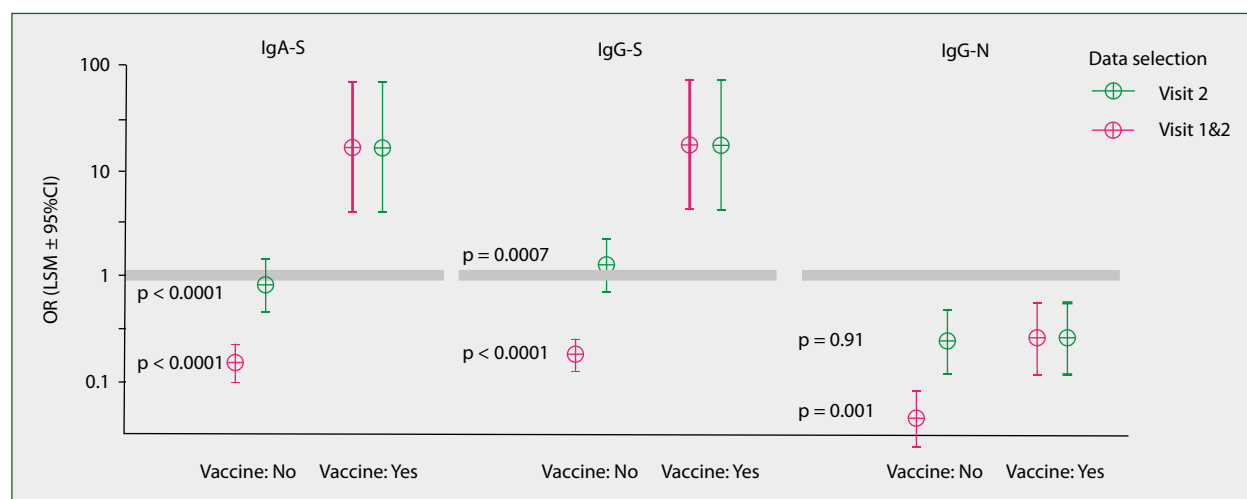 IgA-S IgG-S IgG-N
Data selection
Visit 2
Visit 1&2
OR (LSM ± 95%CI)
100
10
1
0.1
p < 0.0001
p < 0.0001
p = 0.0007
p < 0.0001
p = 0.91
p = 0.001
Vaccine: No Vaccine: Yes Vaccine: No Vaccine: Yes Vaccine: No Vaccine: Yes